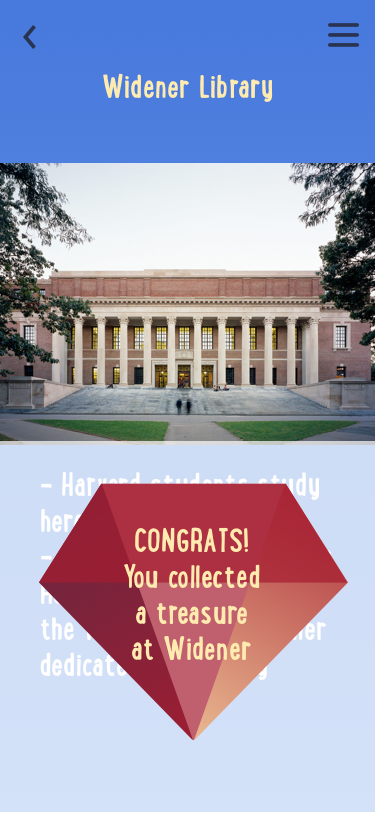 Widener Library
- Harvard students study
here
-
the
dedicate
CONGRATS!
You collected
a treasure
at Widener